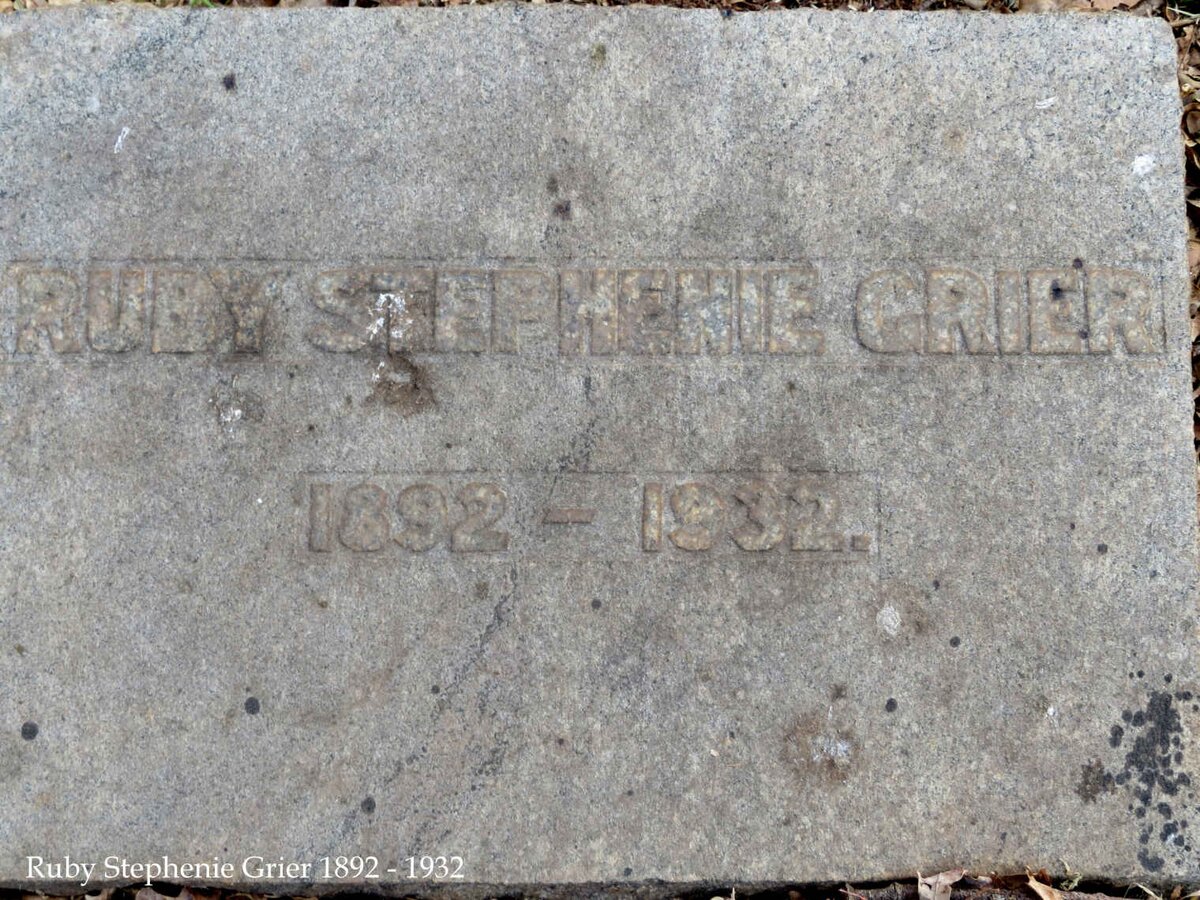 RUBY STEPHENIE GRIER
1892 – 1932.
Ruby Stephenie Grier 1892 - 1932